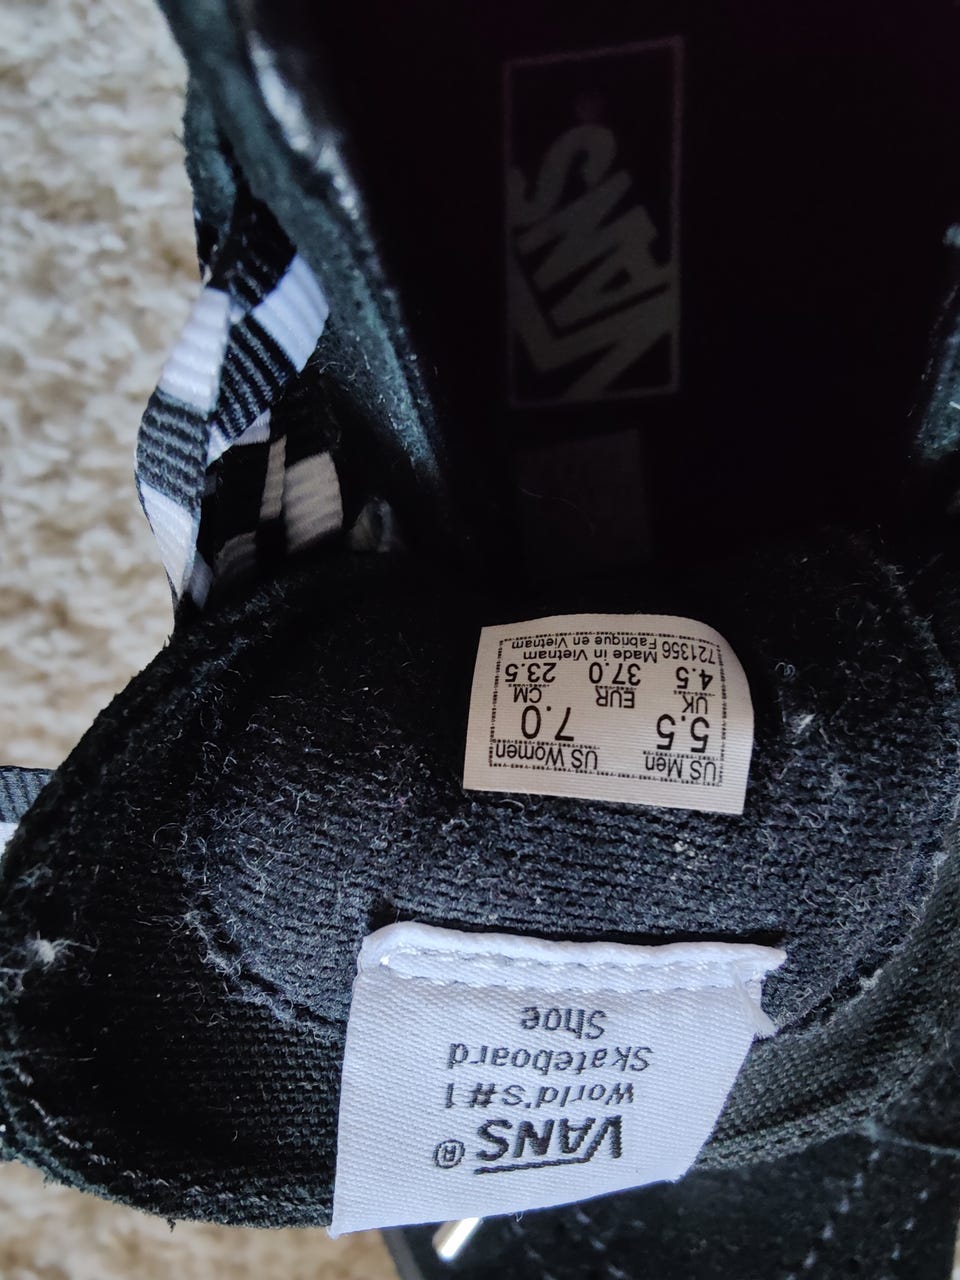 VANS
US Men US Women
5.5 7.0
UK EUR CM
4.5 37.0 23.5
721356 Made in Vietnam
Fabrique en Vietnam
VANS®
World's #1
Skateboard
Shoe